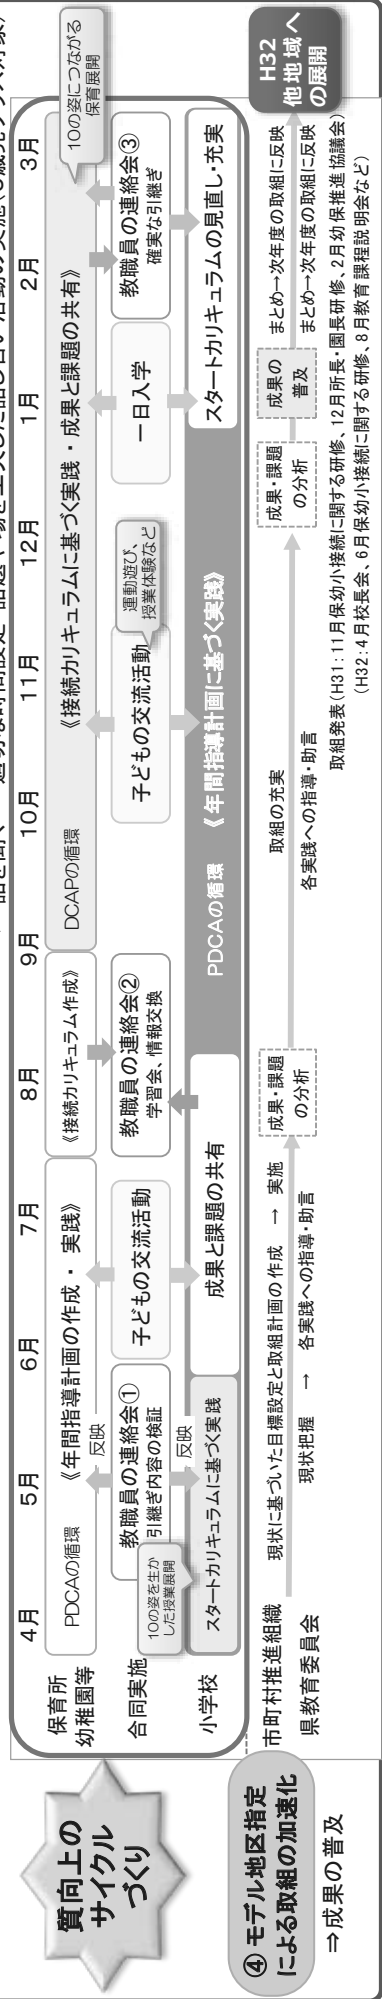 質向上の
サイクル
づくり
4月 5月 6月 7月 8月 9月 10月 11月 12月 1月 2月 3月
保育所
幼稚園等
PDCAの循環
《年間指導計画の作成・実践》
《接続カリキュラム作成》
DCAPの循環
《接続カリキュラムに基づく実践・成果と課題の共有》
10の姿につながる
保育展開
反映
合同実施
教職員の連絡会①
引継ぎ内容の検証
子どもの交流活動
教職員の連絡会②
学習会、情報交換
子どもの交流活動
運動遊び、
授業体験など
一日入学
教職員の連絡会③
確実な引継ぎ
10の姿を生か
した授業展開
反映
小学校
スタートカリキュラムに基づく実践
成果と課題の共有
PDCAの循環
《年間指導計画に基づく実践》
スタートカリキュラムの見直し・充実
④モデル地区指定
による取組の加速化
⇒成果の普及
市町村推進組織
現状に基づいた目標設定と取組計画の作成 → 実施
県教育委員会
現状把握 → 各実践への指導・助言
成果・課題
の分析
取組の充実
各実践への指導・助言
成果・課題
の分析
成果の
普及
まとめ→次年度の取組に反映
まとめ→次年度の取組に反映
H32
他地域へ
の展開
取組発表(H31:11月保幼小接続に関する研修、12月所長・園長研修、2月幼保推進協議会)
(H32:4月校長会、6月保幼小接続に関する研修、8月教育課程説明会など)